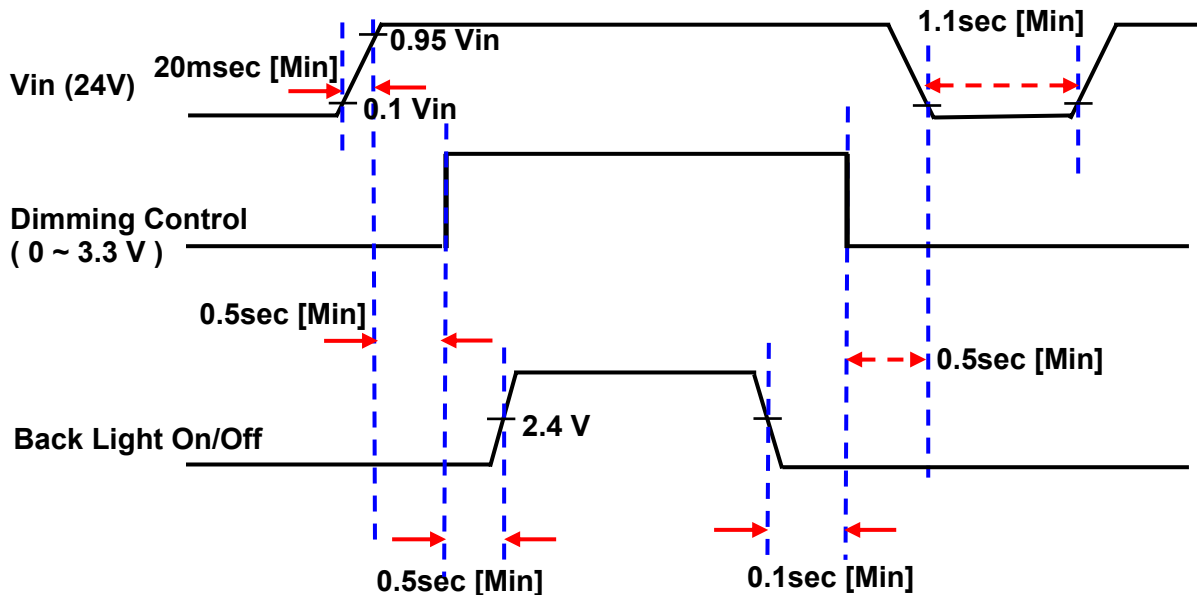 1.1sec [Min]
0.95 Vin
20msec [Min]
Vin (24V)
0.1 Vin
Dimming Control
( 0 ~ 3.3 V )
0.5sec [Min]
0.5sec [Min]
2.4 V
Back Light On/Off
0.5sec [Min]
0.1sec [Min]